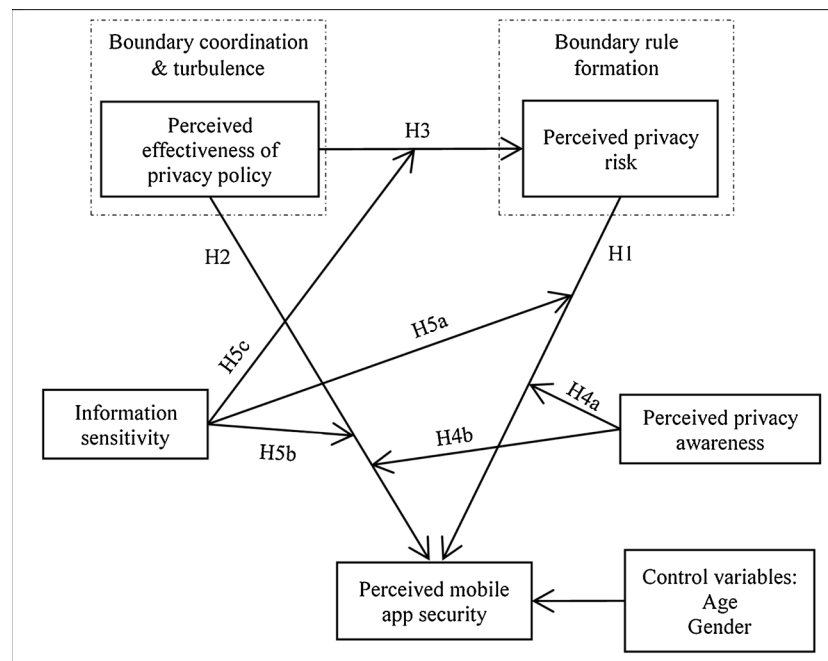 Boundary coordination
& turbulence
Boundary rule
formation
Perceived
effectiveness of
privacy policy
H3
Perceived privacy
risk
H2
H1
H5c
H5a
H4a
Information
sensitivity
H5b
H4b
Perceived privacy
awareness
Perceived mobile
app security
Control variables:
Age
Gender